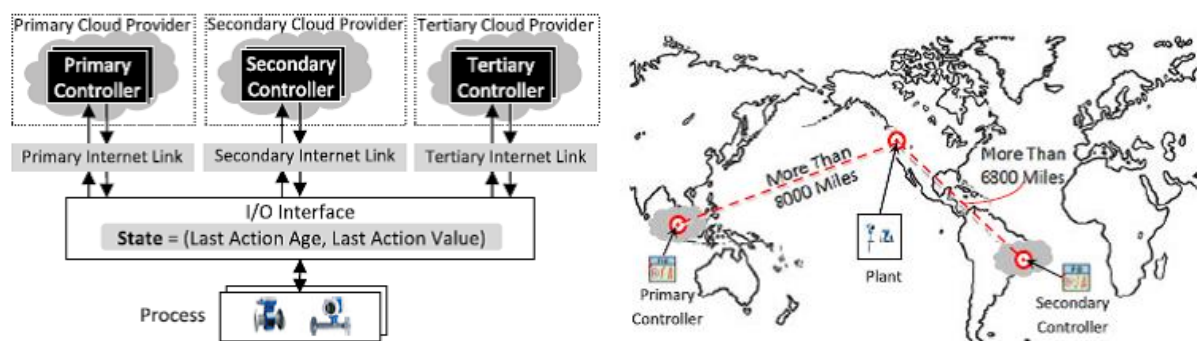 Primary Cloud Provider
Secondary Cloud Provider
Tertiary Cloud Provider
Primary
Controller
Secondary
Controller
Tertiary
Controller
Primary Internet Link
Secondary Internet Link
Tertiary Internet Link
I/O Interface
State = (Last Action Age, Last Action Value)
Process
More Than
8000 Miles
More Than
6800 Miles
Plant
Primary
Controller
Secondary
Controller